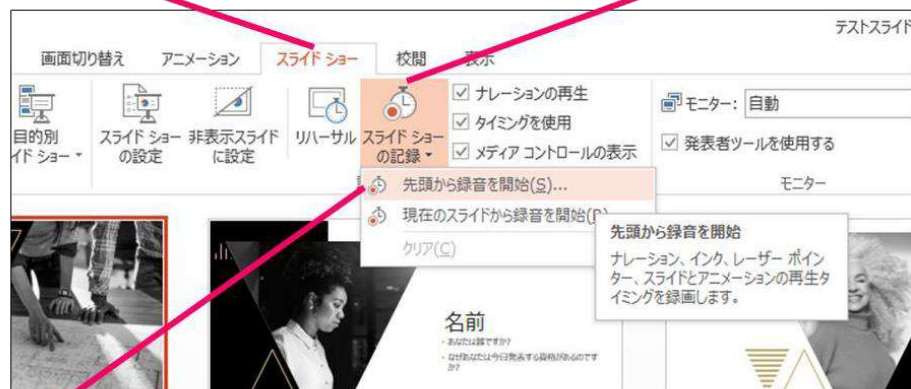 テストスライド
画面切り替え アニメーション スライド ショー 校閲 表示
目的別
イド ショー
スライド ショー
の設定
非表示スライド
に設定
リハーサル
スライド ショー
の記録
ナレーションの再生
タイミングを使用
メディア コントロールの表示
モニター: 自動
発表者ツールを使用する
モニター
先頭から録音を開始(S)...
現在のスライドから録音を開始(R)
クリア(C)
先頭から録音を開始
ナレーション、インク、レーザー ポイン
ター、スライドとアニメーションの再生タ
イミングを録画します。
名前
・あなたは誰ですか?
・なぜあなたは今日発表する資格があるのです
か?